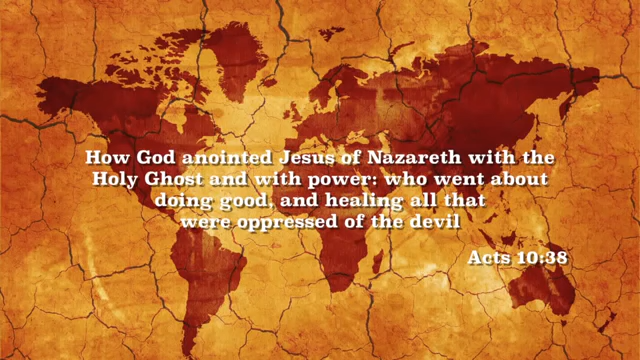 How God anointed Jesus of Nazareth with the
Holy Ghost and with power: who went about
doing good, and healing all that
were oppressed of the devil
Acts 10:38